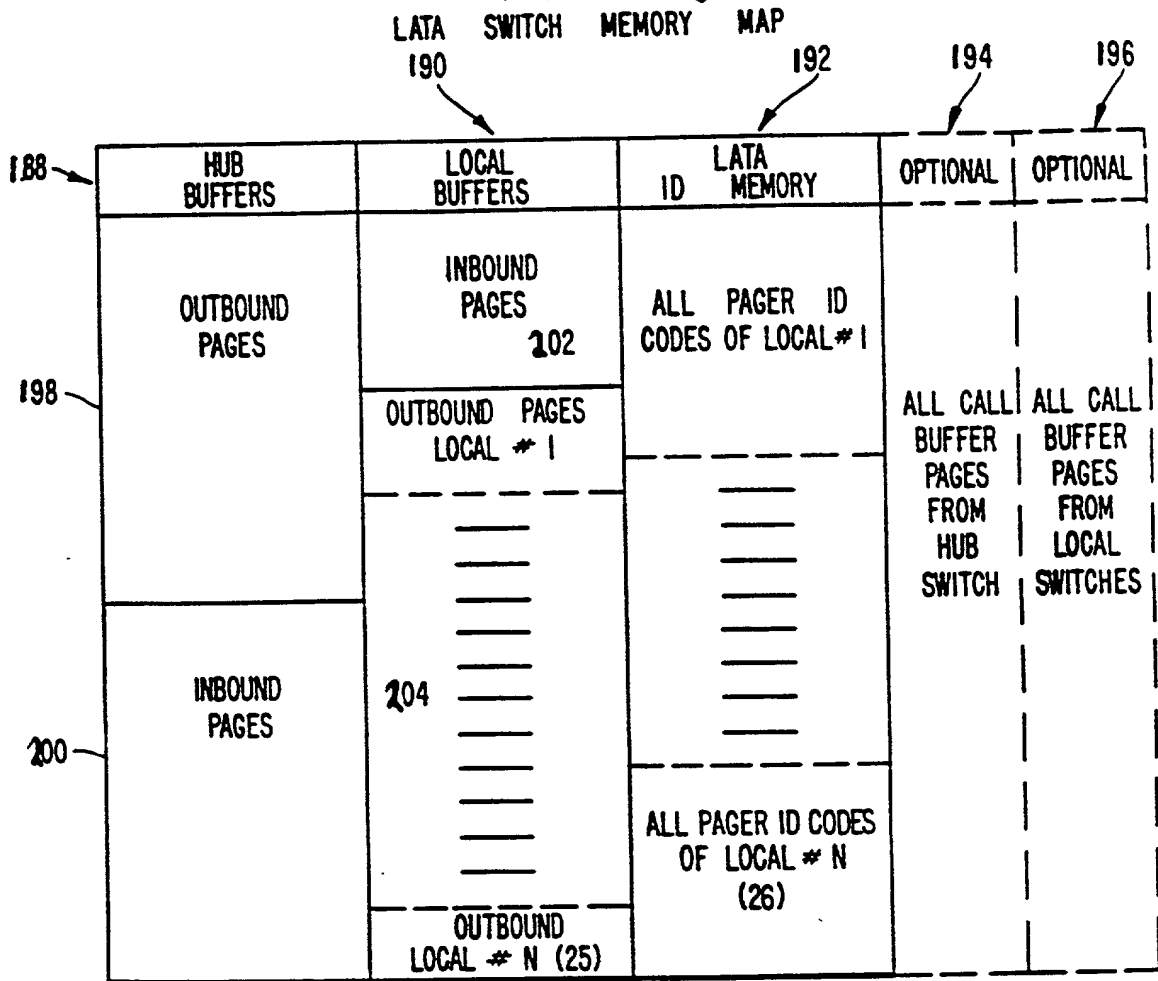 LATA SWITCH MEMORY MAP
190 192 194 196
188
HUB
BUFFERS
LOCAL
BUFFERS
LATA
ID MEMORY
OPTIONAL
OPTIONAL
OUTBOUND
PAGES
198
INBOUND
PAGES
200
INBOUND
PAGES
202
OUTBOUND PAGES
LOCAL # 1
204
OUTBOUND
LOCAL # N (25)
ALL PAGER ID
CODES OF LOCAL # 1
ALL PAGER ID CODES
OF LOCAL # N
(26)
ALL CALL
BUFFER
PAGES
FROM
HUB
SWITCH
ALL CALL
BUFFER
PAGES
FROM
LOCAL
SWITCHES